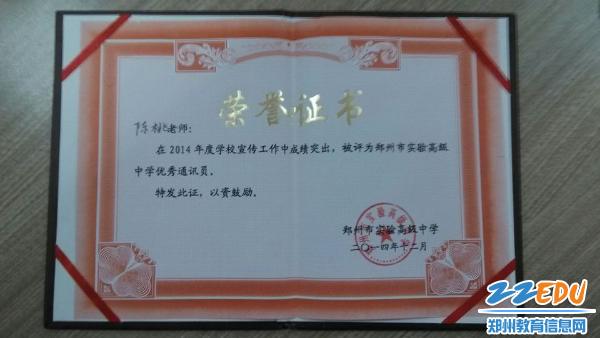 荣誉证书
陈桃老师:
在2014年度学校宣传工作中成绩突出，被评为郑州市实验高级
中学优秀通讯员。
特发此证，以资鼓励。
郑州市实验高级中学
二〇一四年十二月
ZZEDU
郑州教育信息网